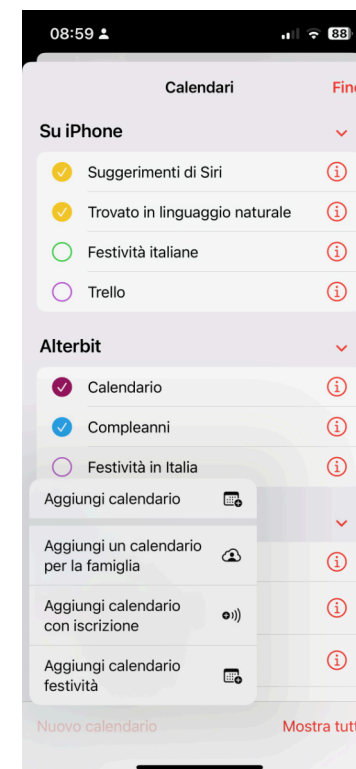 08:59
88
Calendari
Su iPhone
Suggerimenti di Siri
Trovato in linguaggio naturale
Festività italiane
Trello
Alterbit
Calendario
Compleanni
Festività in Italia
Aggiungi calendario
Aggiungi un calendario
per la famiglia
Aggiungi calendario
con iscrizione
Aggiungi calendario
festività
Nuovo calendario
Mostra